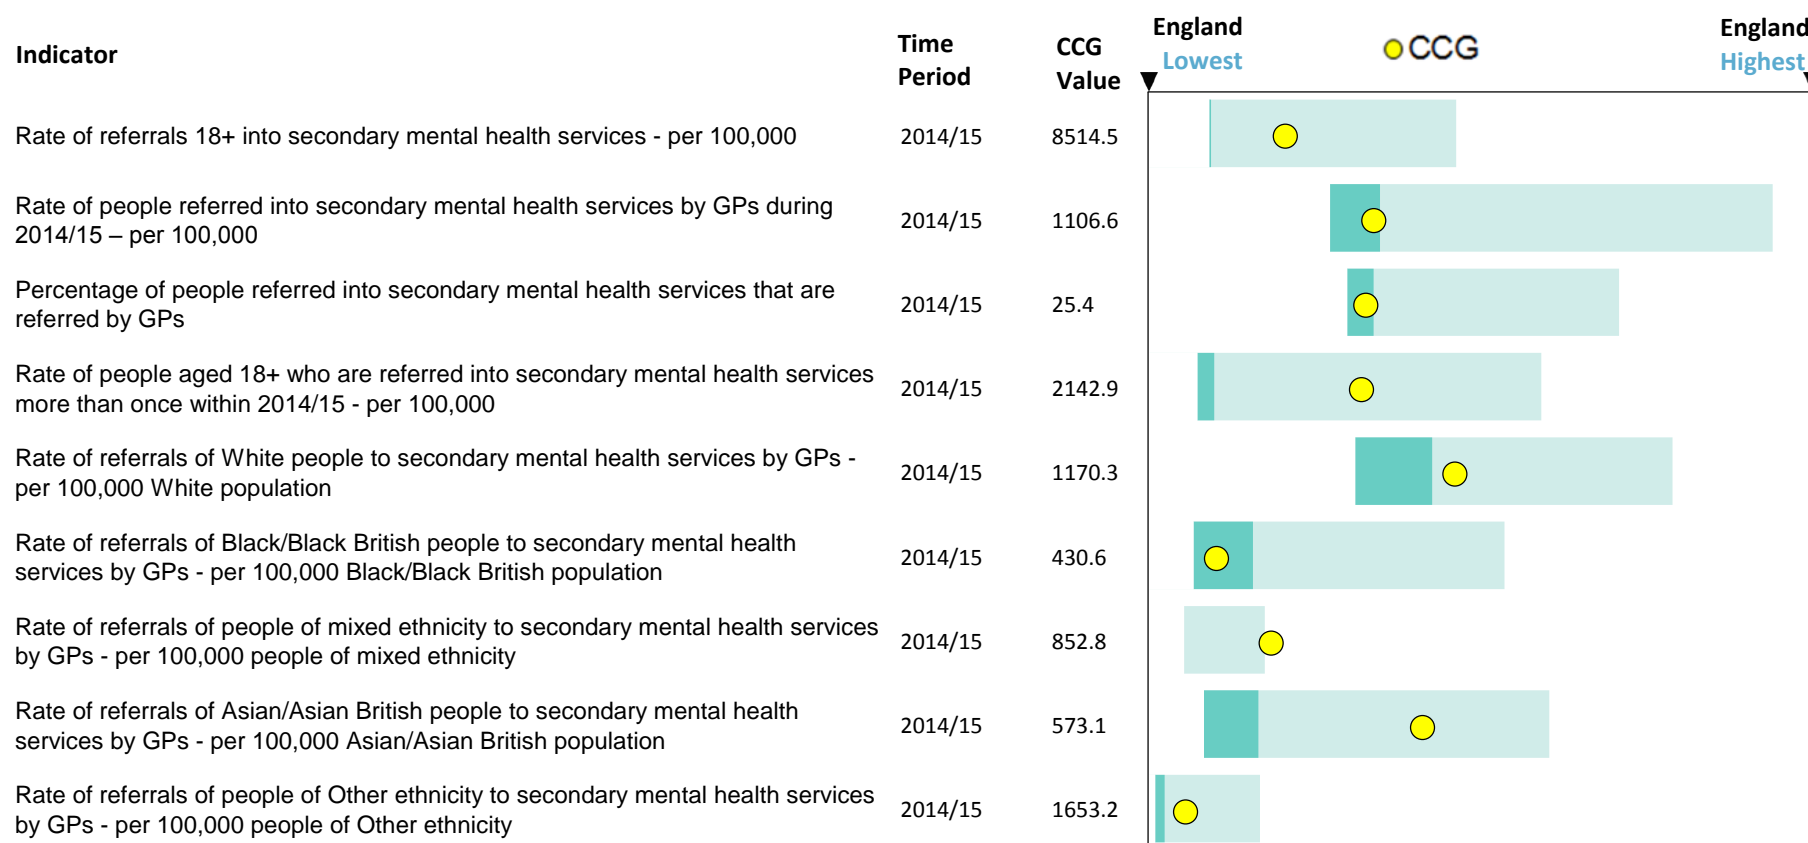 Indicator
Time
Period
CCG
Value
England
Lowest
CCG
England
Highest
Rate of referrals 18+ into secondary mental health services - per 100,000
2014/15
8514.5
Rate of people referred into secondary mental health services by GPs during
2014/15 – per 100,000
2014/15
1106.6
Percentage of people referred into secondary mental health services that are
referred by GPs
2014/15
25.4
Rate of people aged 18+ who are referred into secondary mental health services
more than once within 2014/15 - per 100,000
2014/15
2142.9
Rate of referrals of White people to secondary mental health services by GPs -
per 100,000 White population
2014/15
1170.3
Rate of referrals of Black/Black British people to secondary mental health
services by GPs - per 100,000 Black/Black British population
2014/15
430.6
Rate of referrals of people of mixed ethnicity to secondary mental health services
by GPs - per 100,000 people of mixed ethnicity
2014/15
852.8
Rate of referrals of Asian/Asian British people to secondary mental health
services by GPs - per 100,000 Asian/Asian British population
2014/15
573.1
Rate of referrals of people of Other ethnicity to secondary mental health services
by GPs - per 100,000 people of Other ethnicity
2014/15
1653.2